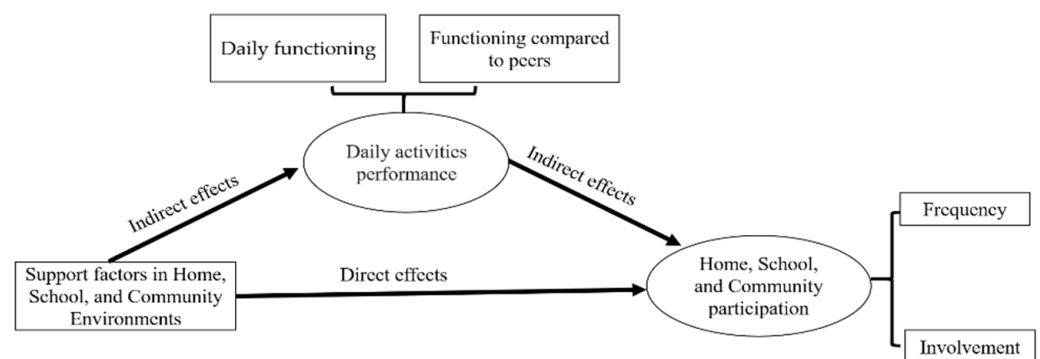 Daily functioning
Functioning compared
to peers
Daily activities
performance
Indirect effects
Indirect effects
Support factors in Home,
School, and Community
Environments
Direct effects
Home, School,
and Community
participation
Frequency
Involvement